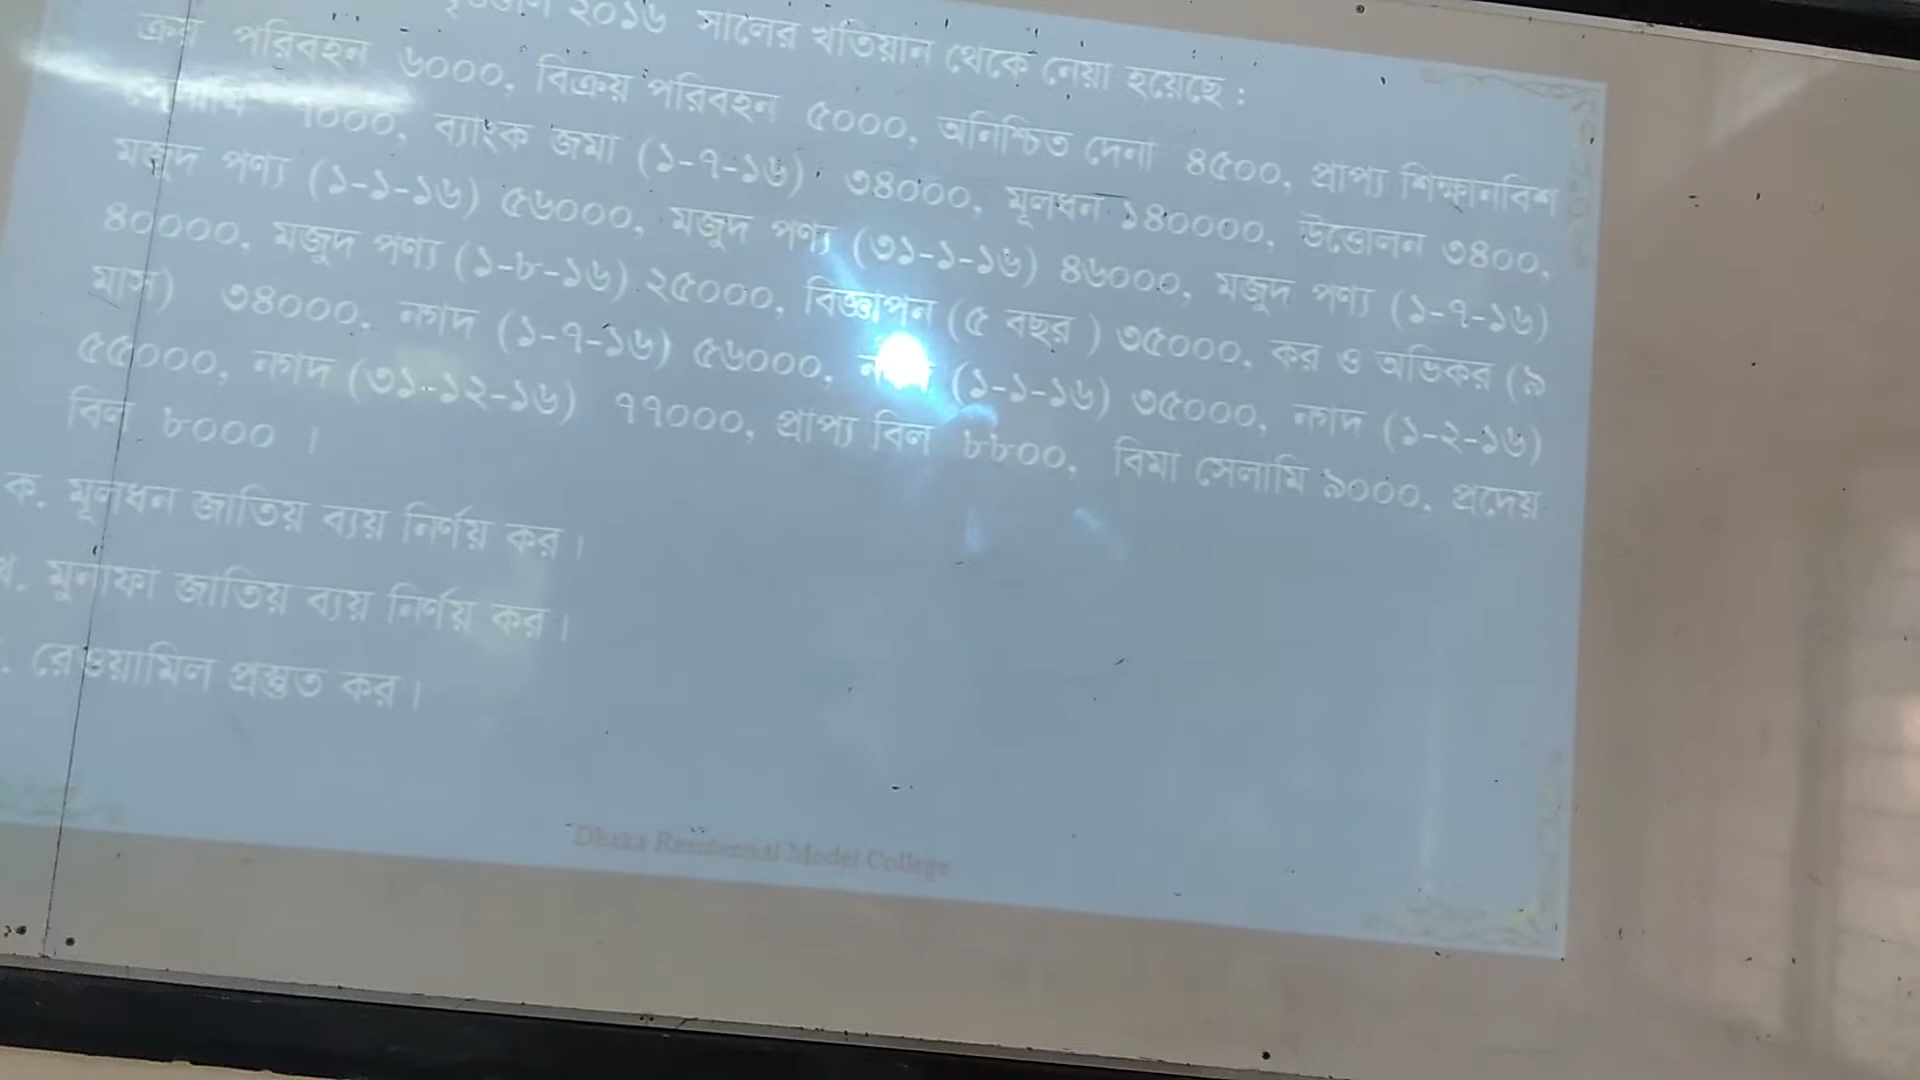 ২০১৬ সালের খতিয়ান থেকে নেয়া হয়েছে :
ক্রয় পরিবহন ৬০০০, বিক্রয় পরিবহন ৫০০০, অনিশ্চিত দেনা ৪৫০০, প্রাপ্য শিক্ষানবিশ
সেলামি ৭০০০, ব্যাংক জমা (১-৭-১৬) ৩৪০০০, মূলধন ১৪০০০০, উত্তোলন ৩৪০০,
মজুদ পণ্য (১-১-১৬) ৫৬০০০, মজুদ পণ্য (৩১-১-১৬) ৪৬০০০, মজুদ পণ্য (১-৭-১৬)
৪০০০০, মজুদ পণ্য (১-৮-১৬) ২৫০০০, বিজ্ঞাপন (৫ বছর ) ৩৫০০০, কর ও অভিকর (৯
মাস) ৩৪০০০, নগদ (১-৭-১৬) ৫৬০০০, (১-১-১৬) ৩৫০০০, নগদ (১-২-১৬)
৫৫০০০, নগদ (৩১-১২-১৬) ৭৭০০০, প্রাপ্য বিল ৮৮০০, বিমা সেলামি ৯০০০, প্রদেয়
বিল ৮০০০ ।
ক. মূলধন জাতিয় ব্যয় নির্ণয় কর।
খ. মুনাফা জাতিয় ব্যয় নির্ণয় কর।
রেওয়ামিল প্রস্তুত কর।
Dhaka Residential Model College